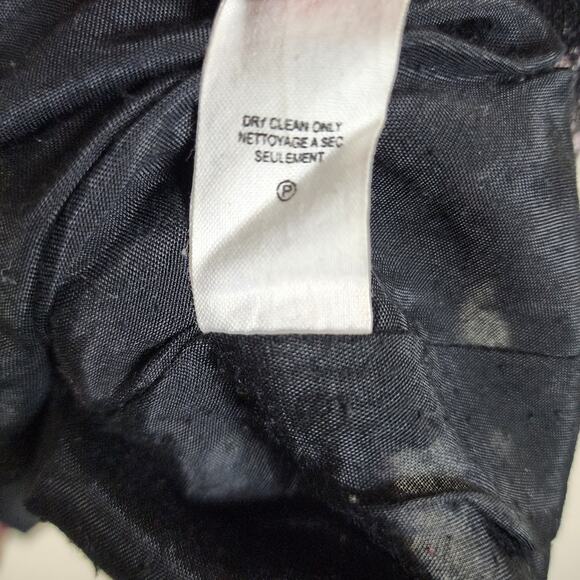 DRY CLEAN ONLY
NETTOYAGE A SEC
SEULEMENT
P